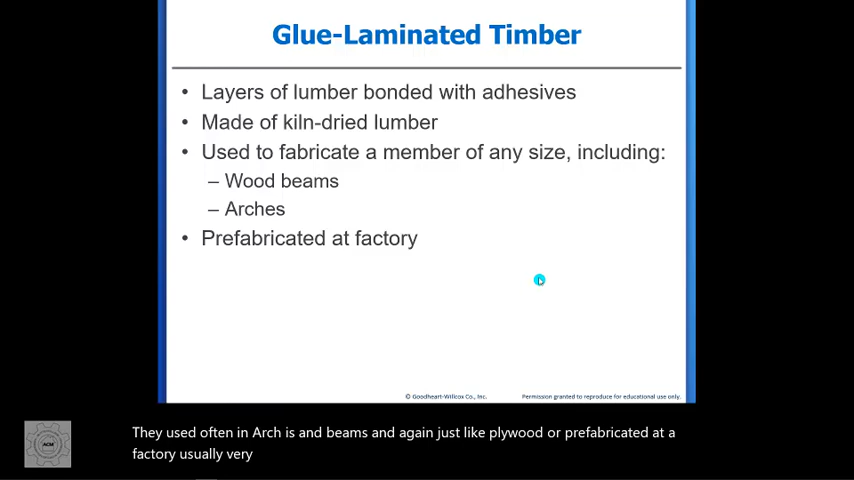 Glue-Laminated Timber
• Layers of lumber bonded with adhesives
• Made of kiln-dried lumber
• Used to fabricate a member of any size, including:
– Wood beams
– Arches
• Prefabricated at factory
© Goodheart-Willcox Co., Inc. Permission granted to reproduce for educational use only.
ACM
They used often in Arch is and beams and again just like plywood or prefabricated at a
factory usually very